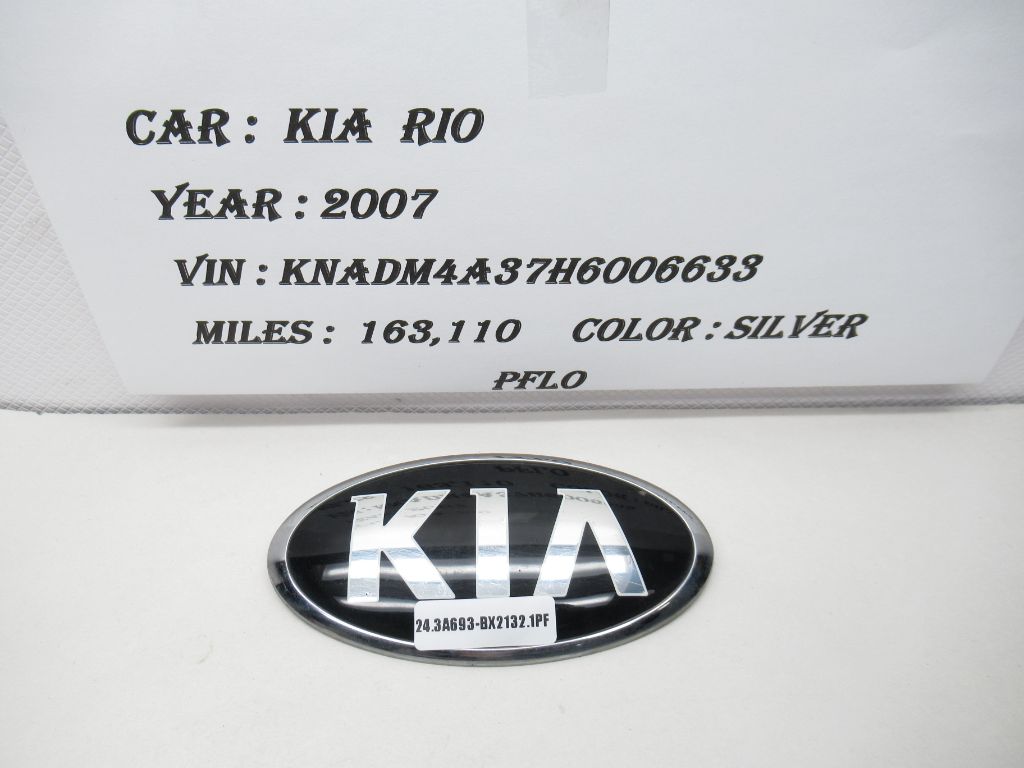 CAR : KIA RIO
YEAR : 2007
VIN : KNADM4A37H6006633
MILES : 163,110 COLOR : SILVER
PFLO
KIA
24.3A693-BX2132.1PF